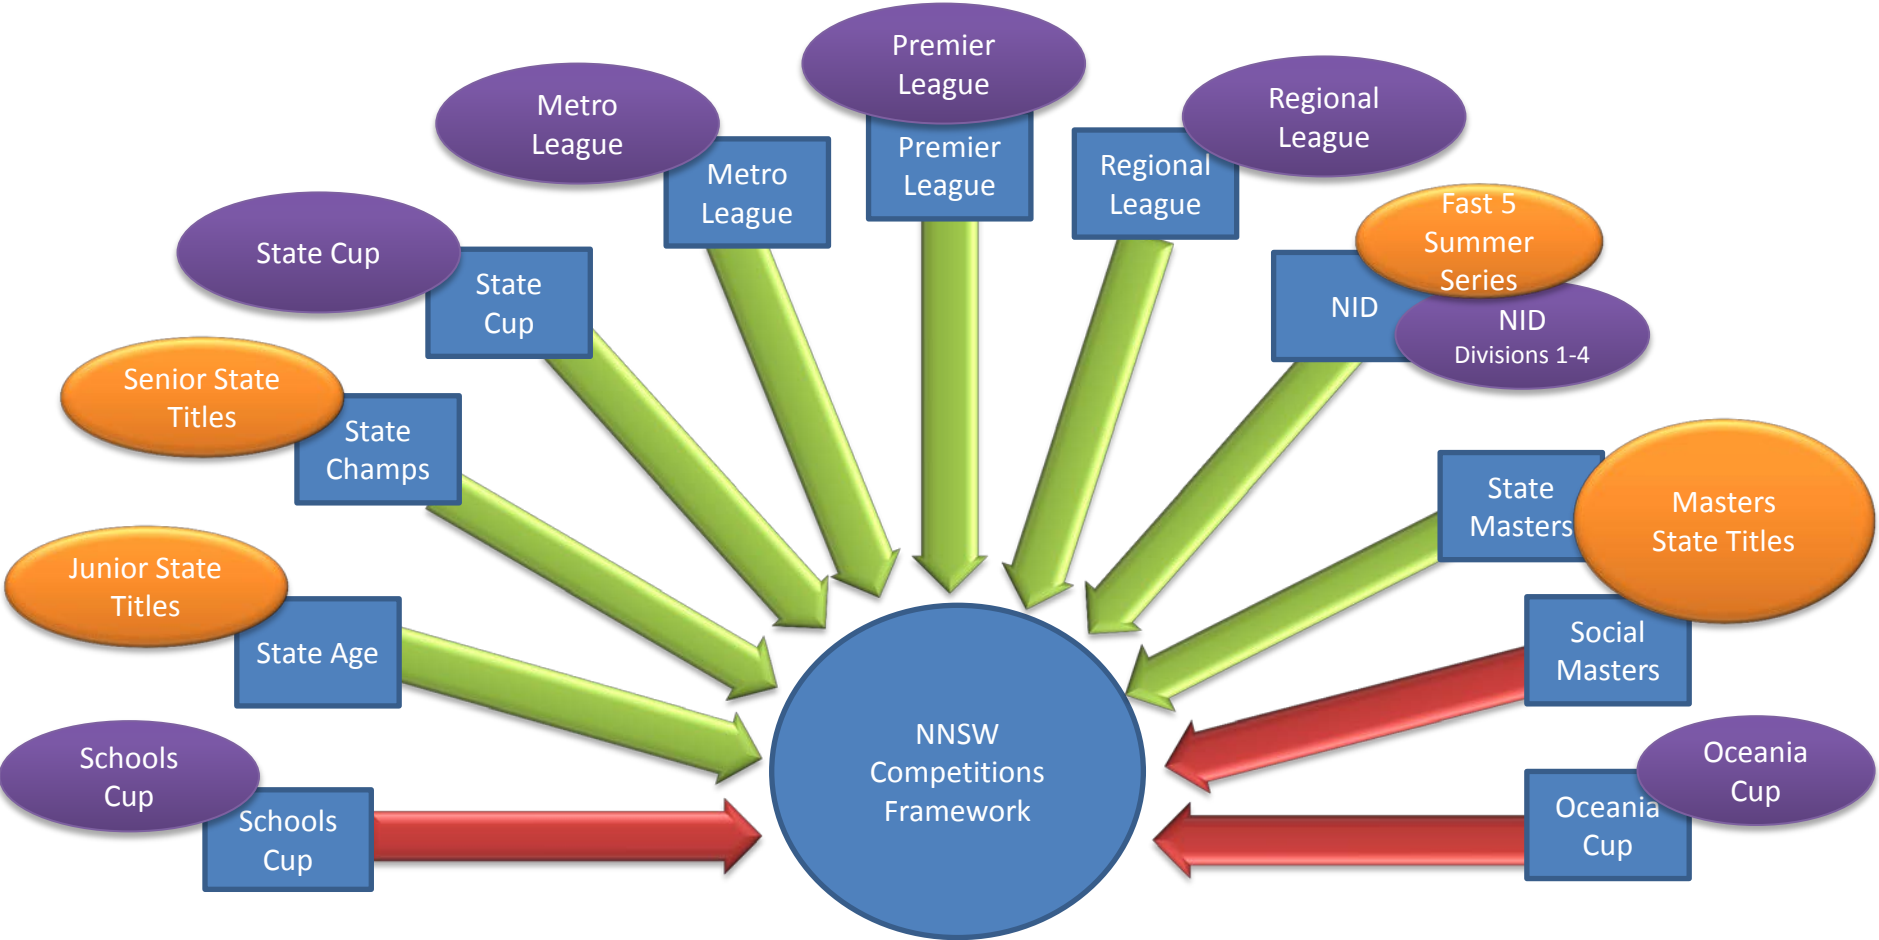 Premier
League
Metro
League
Regional
League
Premier
League
Metro
League
Regional
League
State Cup
State
Cup
Fast 5
Summer
Series
NID
NID
Divisions 1-4
Senior State
Titles
State
Champs
State
Masters
Masters
State Titles
Junior State
Titles
State Age
Social
Masters
Schools
Cup
Schools
Cup
NNSW
Competitions
Framework
Oceania
Cup
Oceania
Cup